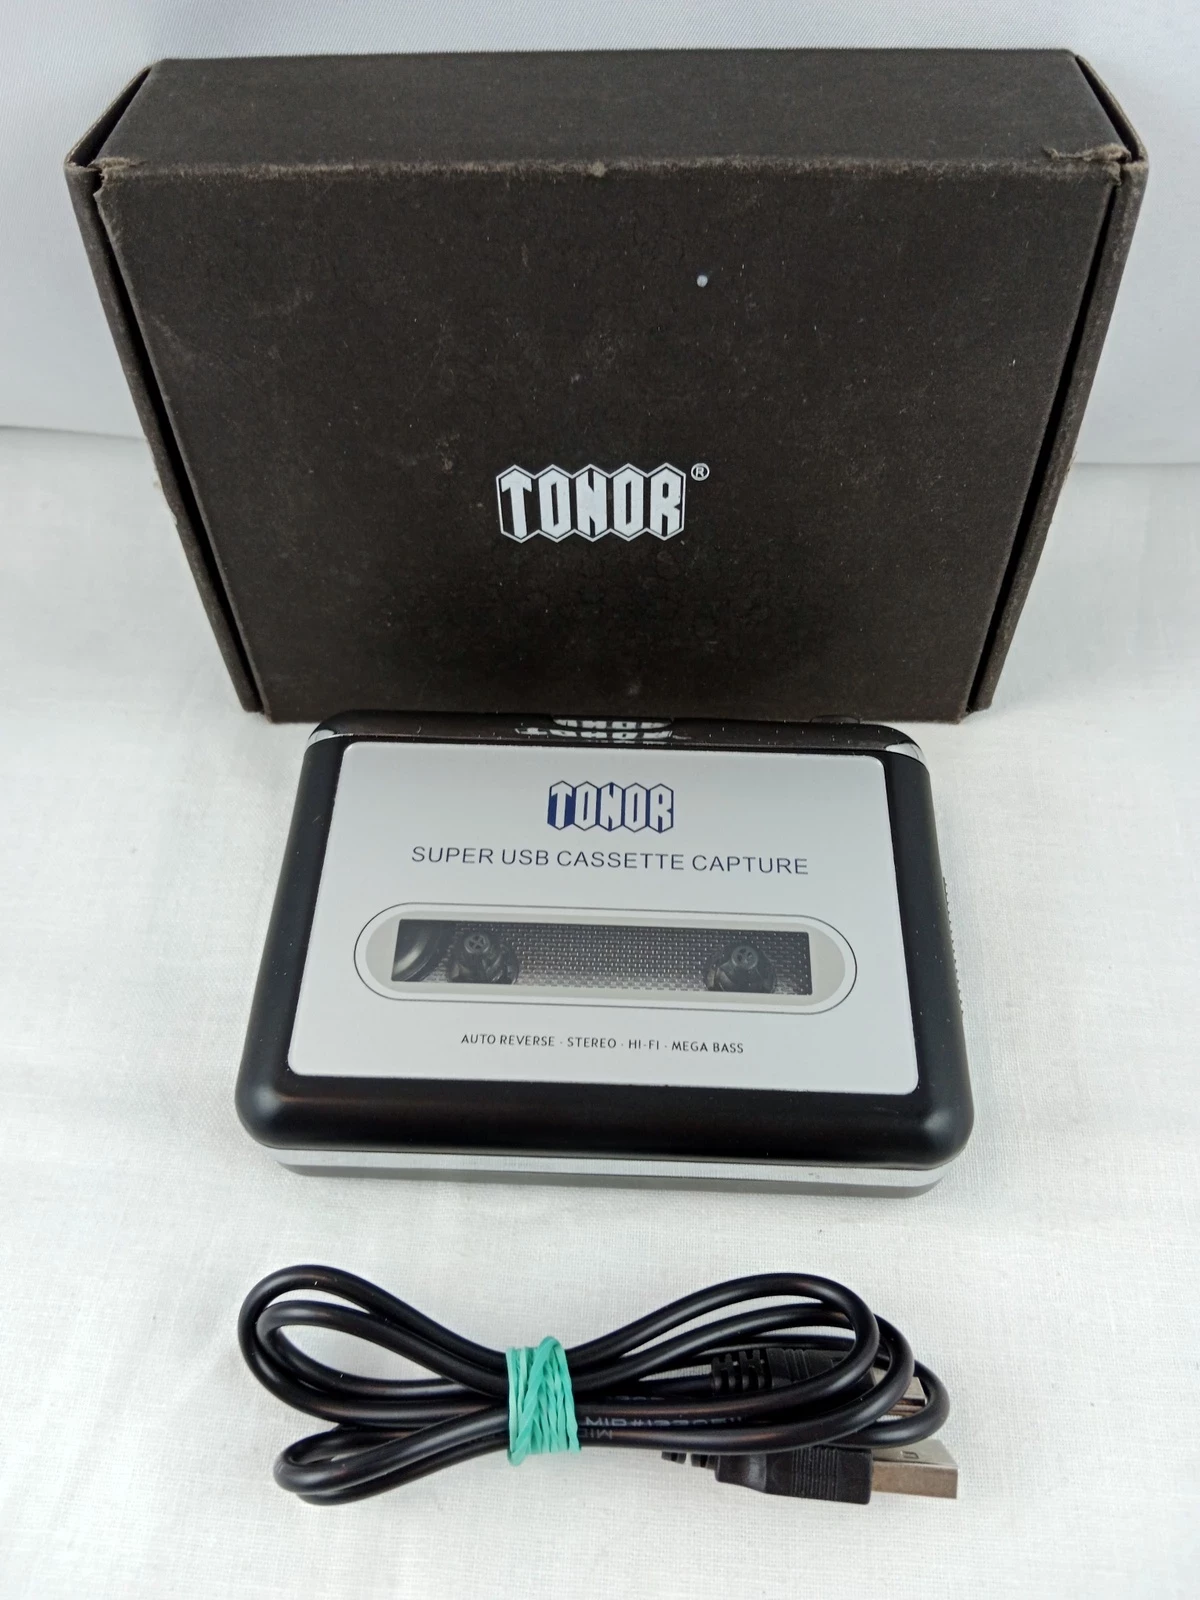 TONOR®
TONOR
SUPER USB CASSETTE CAPTURE
AUTO REVERSE · STEREO · HI-FI · MEGA BASS